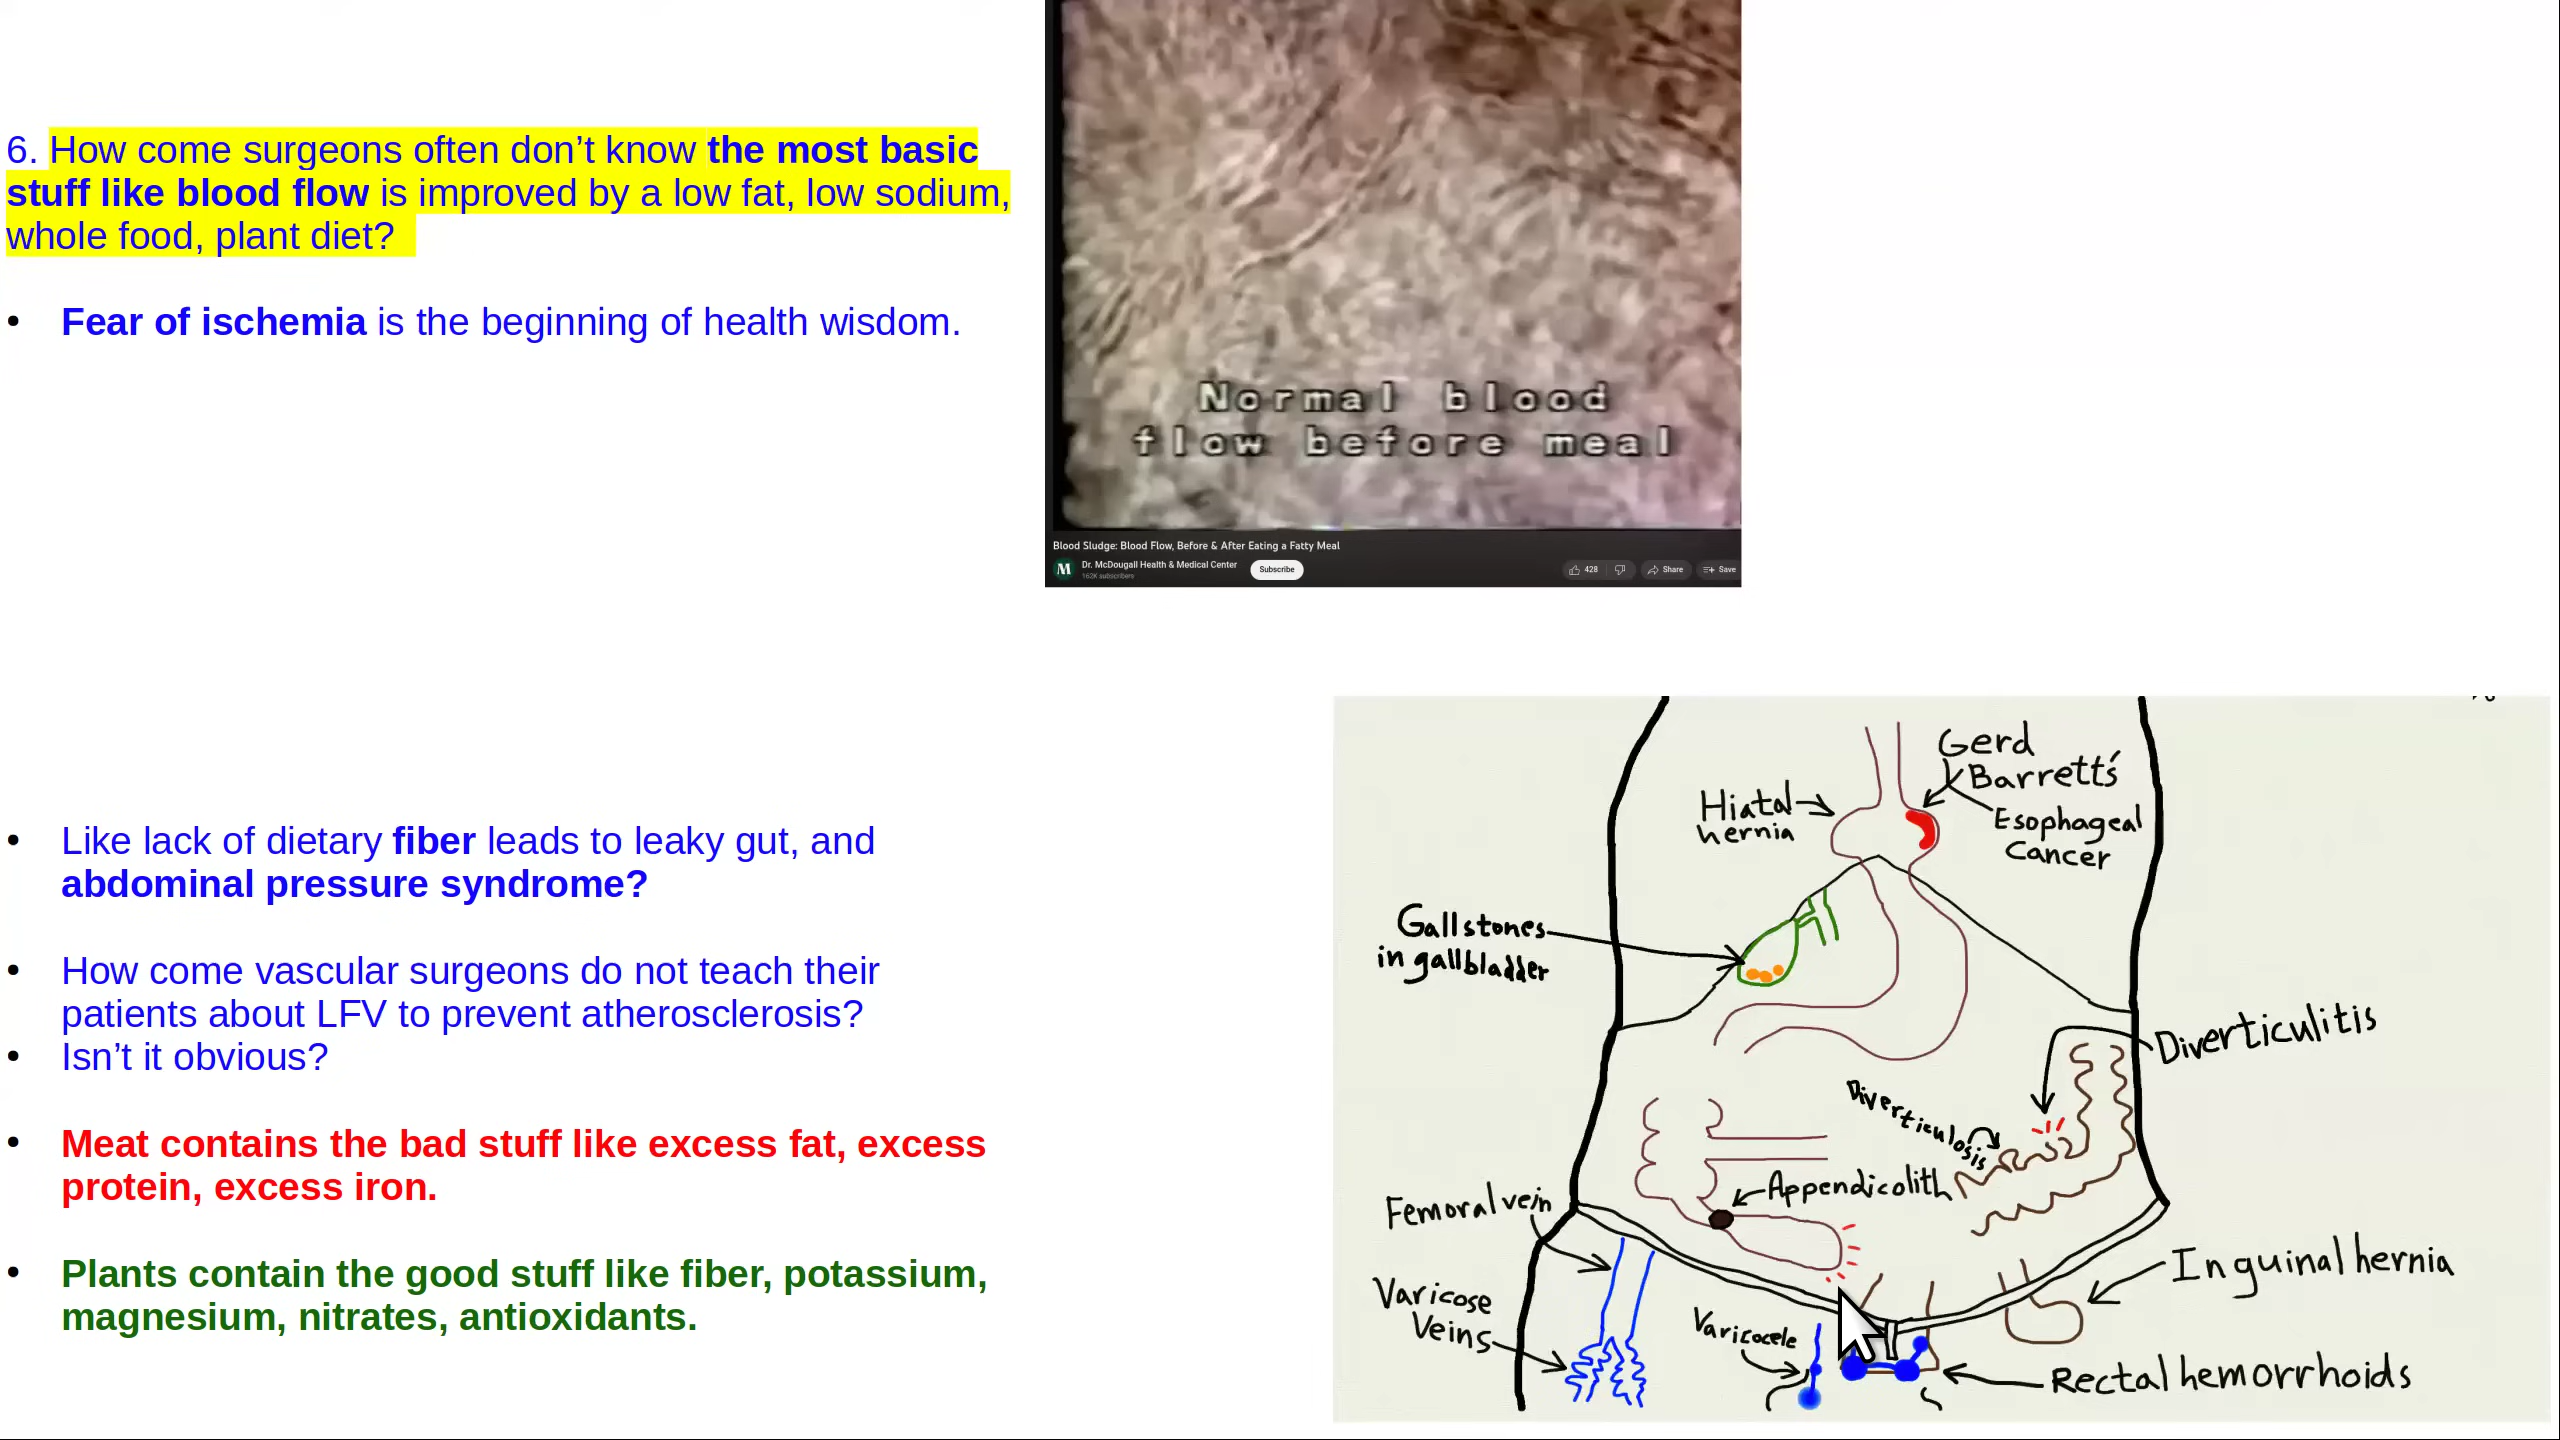 6. How come surgeons often don’t know the most basic
stuff like blood flow is improved by a low fat, low sodium,
whole food, plant diet?
• Fear of ischemia is the beginning of health wisdom.
Normal blood
flow before meal
Blood Sludge: Blood Flow, Before & After Eating a Fatty Meal
M
Dr. McDougall Health & Medical Center
162K subscribers
Subscribe
428
Share
Save
• Like lack of dietary fiber leads to leaky gut, and
abdominal pressure syndrome?
• How come vascular surgeons do not teach their
patients about LFV to prevent atherosclerosis?
• Isn’t it obvious?
• Meat contains the bad stuff like excess fat, excess
protein, excess iron.
• Plants contain the good stuff like fiber, potassium,
magnesium, nitrates, antioxidants.
Gerd
Barrett's
Esophageal
Cancer
Hiatal
hernia
Gallstones
in gallbladder
Diverticulitis
Diverticulosis
Appendicolith
Femoral vein
Inguinal hernia
Varicose
Veins
Varicocele
Rectal hemorrhoids